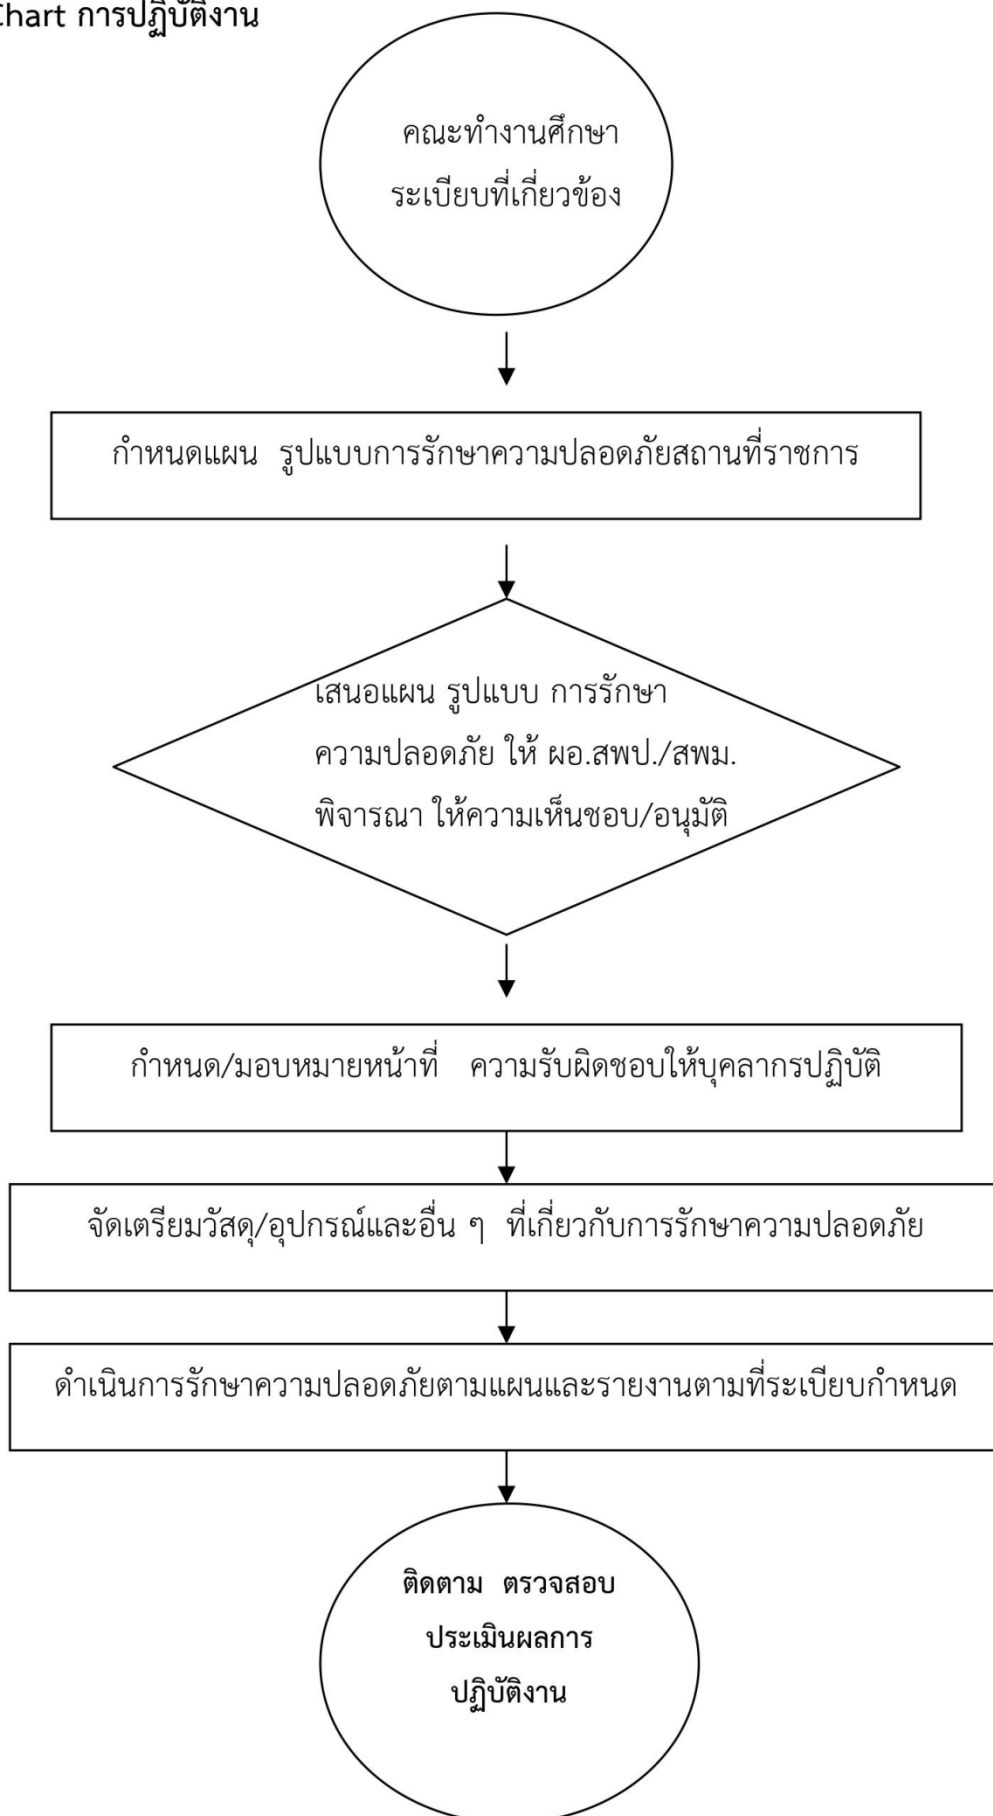 Chart การปฏิบัติงาน
คณะทำงานศึกษา
ระเบียบที่เกี่ยวข้อง
กำหนดแผน รูปแบบการรักษาความปลอดภัยสถานที่ราชการ
เสนอแผน รูปแบบ การรักษา
ความปลอดภัย ให้ ผอ.สพป./สพม.
พิจารณา ให้ความเห็นชอบ/อนุมัติ
กำหนด/มอบหมายหน้าที่ ความรับผิดชอบให้บุคลากรปฏิบัติ
จัดเตรียมวัสดุ/อุปกรณ์และอื่น ๆ ที่เกี่ยวกับการรักษาความปลอดภัย
ดำเนินการรักษาความปลอดภัยตามแผนและรายงานตามที่ระเบียบกำหนด
ติดตาม ตรวจสอบ
ประเมินผลการ
ปฏิบัติงาน